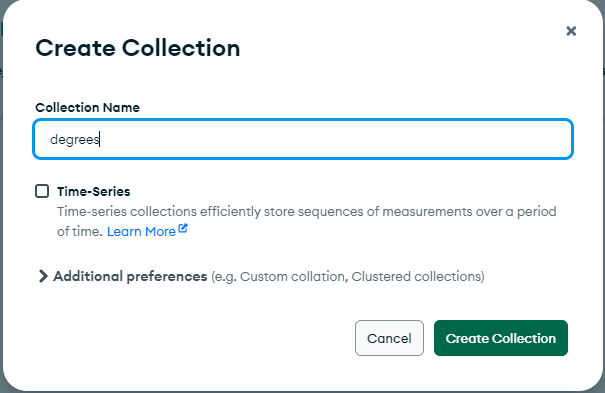 Create Collection
Collection Name
degrees
Time-Series
Time-series collections efficiently store sequences of measurements over a period
of time. Learn More
Additional preferences (e.g. Custom collation, Clustered collections)
Cancel
Create Collection